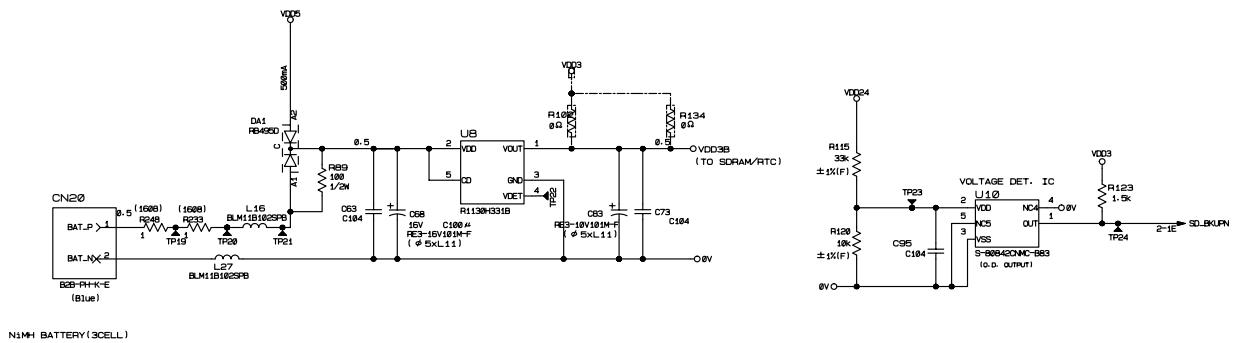 VDD5
500mA
A2
DA1
RB495D
C
A1
R89
100
1/2W
CN20
0.5
(1608)
R248
1
TP19
(1608)
R233
1
TP20
L16
BLM11B102SPB
TP21
BAT_P
1
BAT_N
2
L27
BLM11B102SPB
B2B-PH-K-E
(Blue)
NiMH BATTERY(3CELL)
0.5
C63
C104
C68
16V
C100μ
RE3-16V101M-F
(φ5xL11)
U8
2
VDD
VOUT
1
5
CD
GND
3
VDET
4
TP22
R1130H331B
VDD3
0Ω
R134
0Ω
0.5
VDD3B
(TO SDRAM/RTC)
C83
RE3-10V101M-F
(φ5xL11)
C73
C104
0V
VDD24
R115
33k
±1%(F)
R120
10k
±1%(F)
TP23
C95
C104
0V
VOLTAGE DET. IC
U10
2
VDD
NC4
4
0V
5
NC5
OUT
1
3
VSS
S-80842CNMC-B83
(O.D. OUTPUT)
VDD3
R123
1.5k
TP24
2-1E
SD_BKUPN